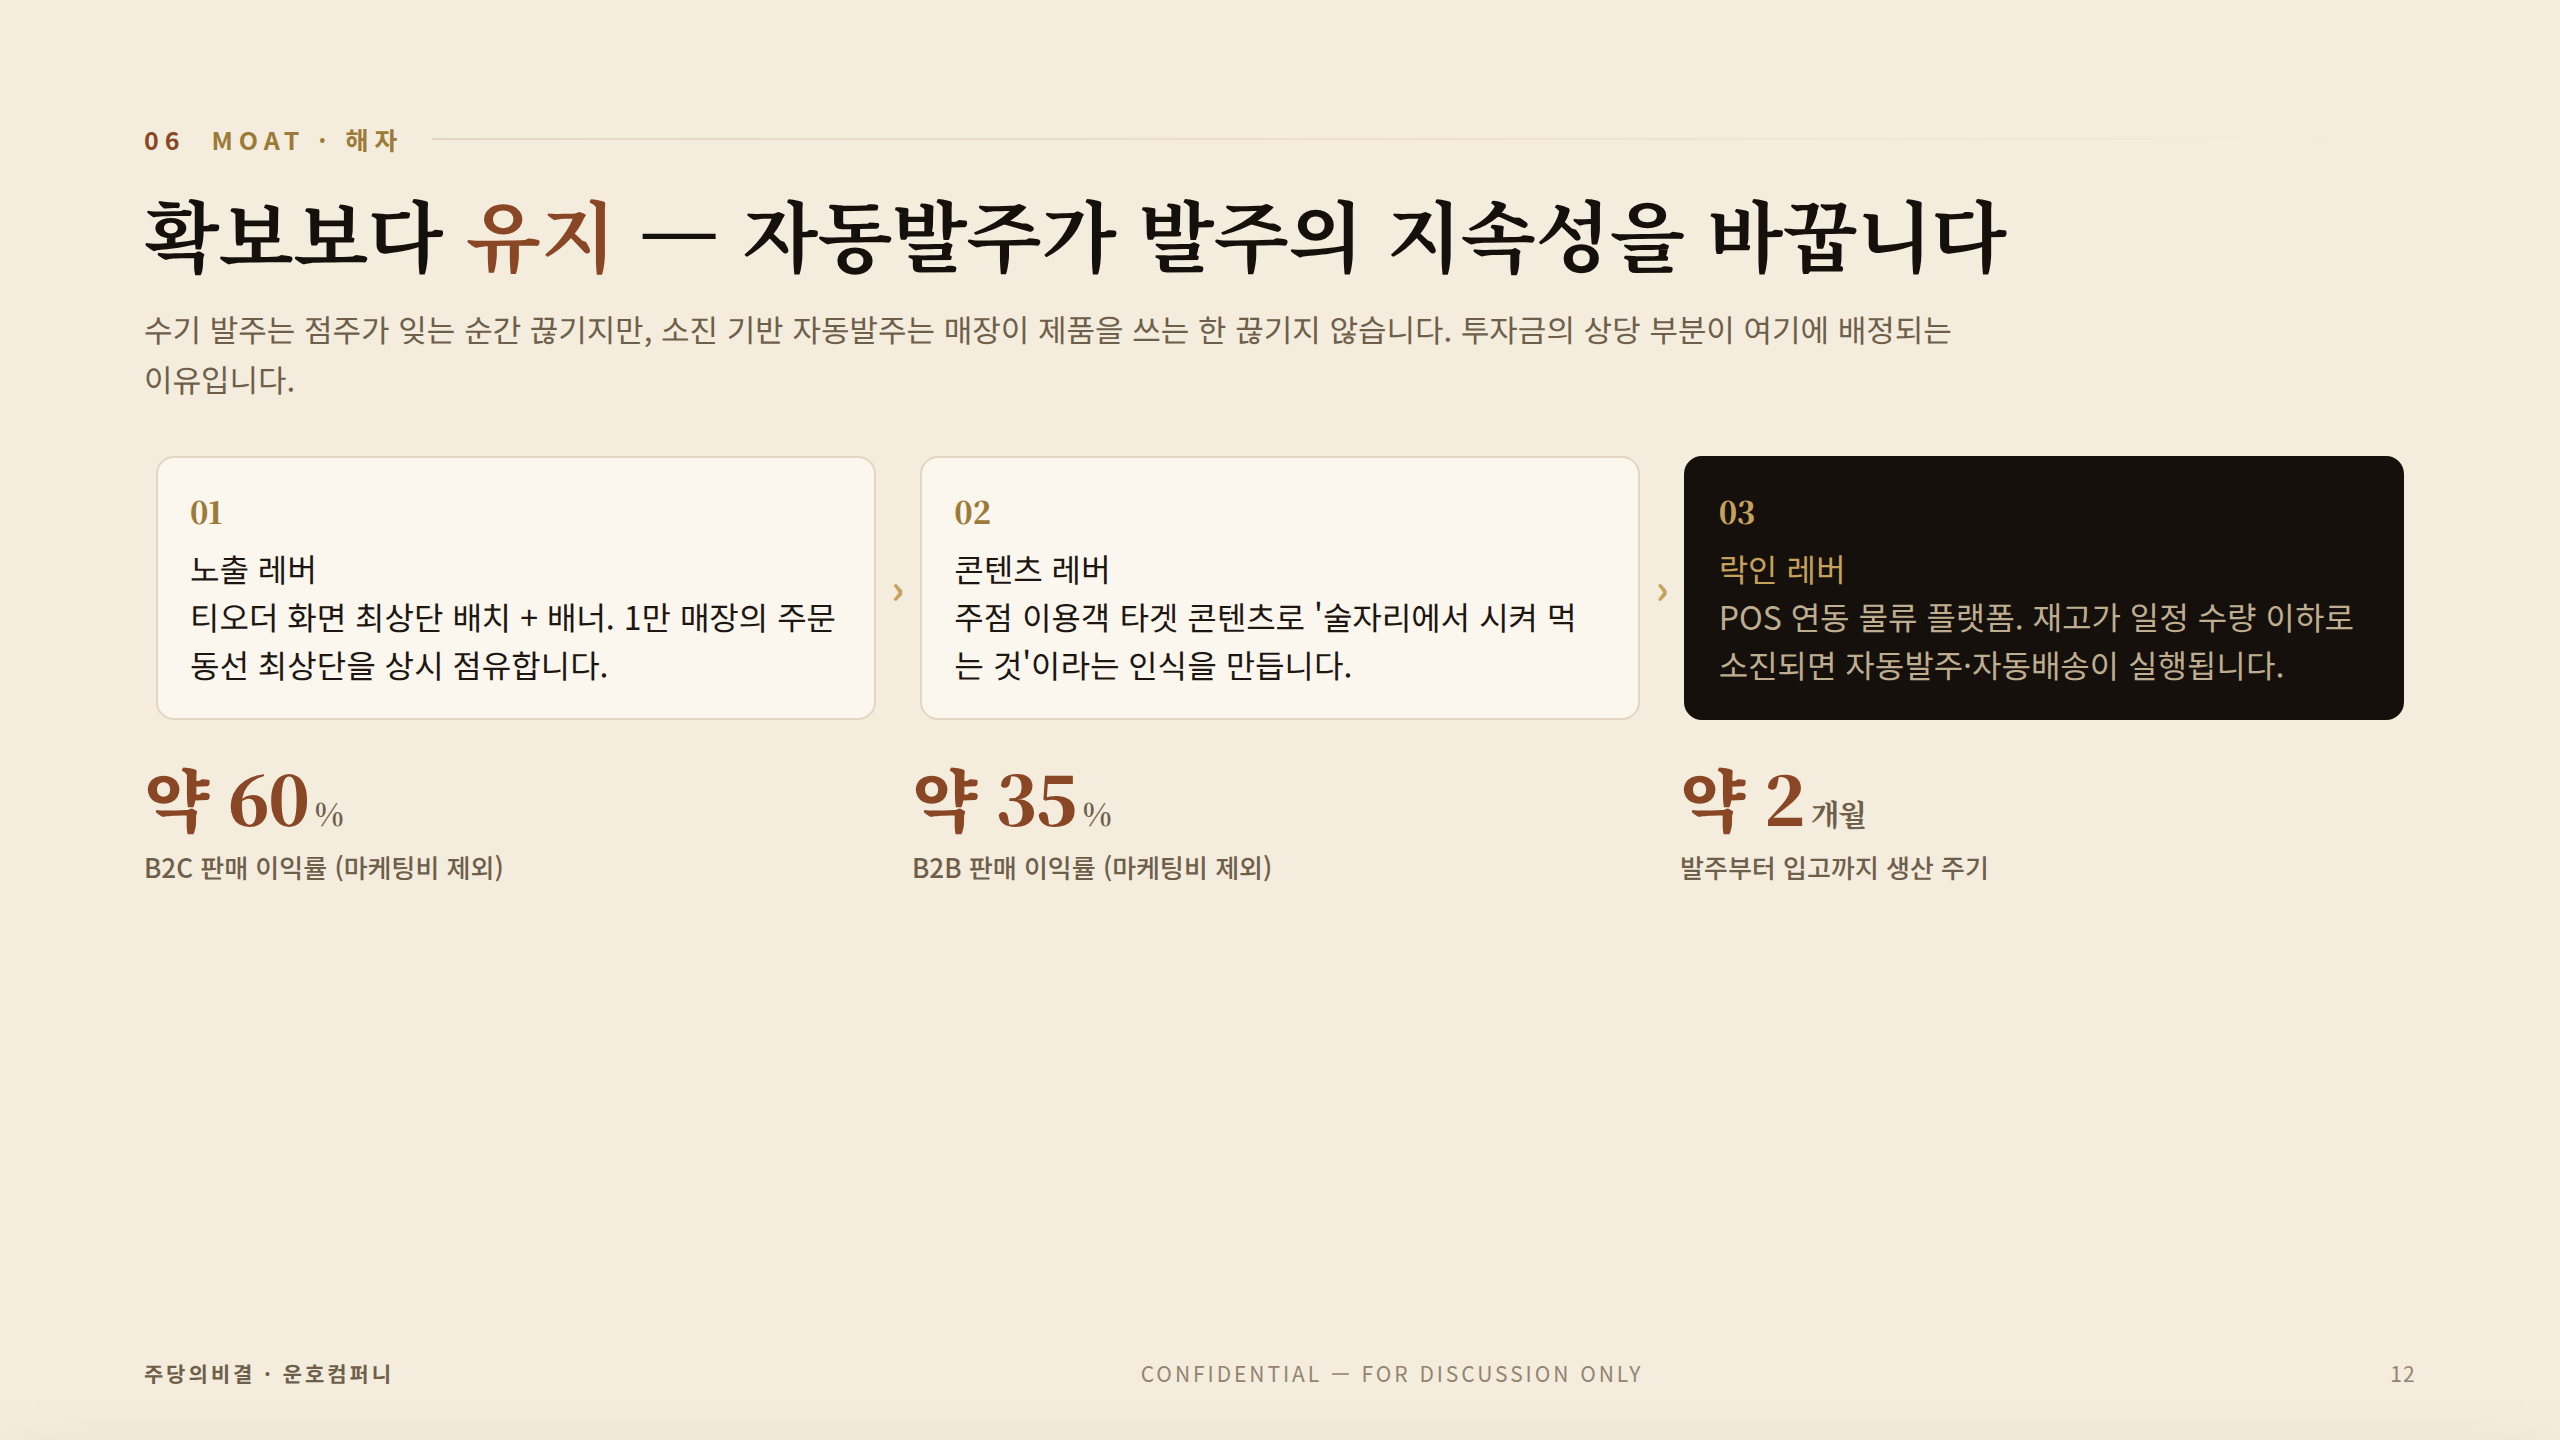 06 MOAT · 해자
확보보다 유지 — 자동발주가 발주의 지속성을 바꿉니다
수기 발주는 점주가 잊는 순간 끊기지만, 소진 기반 자동발주는 매장이 제품을 쓰는 한 끊기지 않습니다. 투자금의 상당 부분이 여기에 배정되는
이유입니다.
01
노출 레버
티오더 화면 최상단 배치 + 배너. 1만 매장의 주문
동선 최상단을 상시 점유합니다.
›
02
콘텐츠 레버
주점 이용객 타겟 콘텐츠로 '술자리에서 시켜 먹
는 것'이라는 인식을 만듭니다.
›
03
락인 레버
POS 연동 물류 플랫폼. 재고가 일정 수량 이하로
소진되면 자동발주·자동배송이 실행됩니다.
약 60%
B2C 판매 이익률 (마케팅비 제외)
약 35%
B2B 판매 이익률 (마케팅비 제외)
약 2개월
발주부터 입고까지 생산 주기
주당의비결 · 운호컴퍼니
CONFIDENTIAL — FOR DISCUSSION ONLY
12